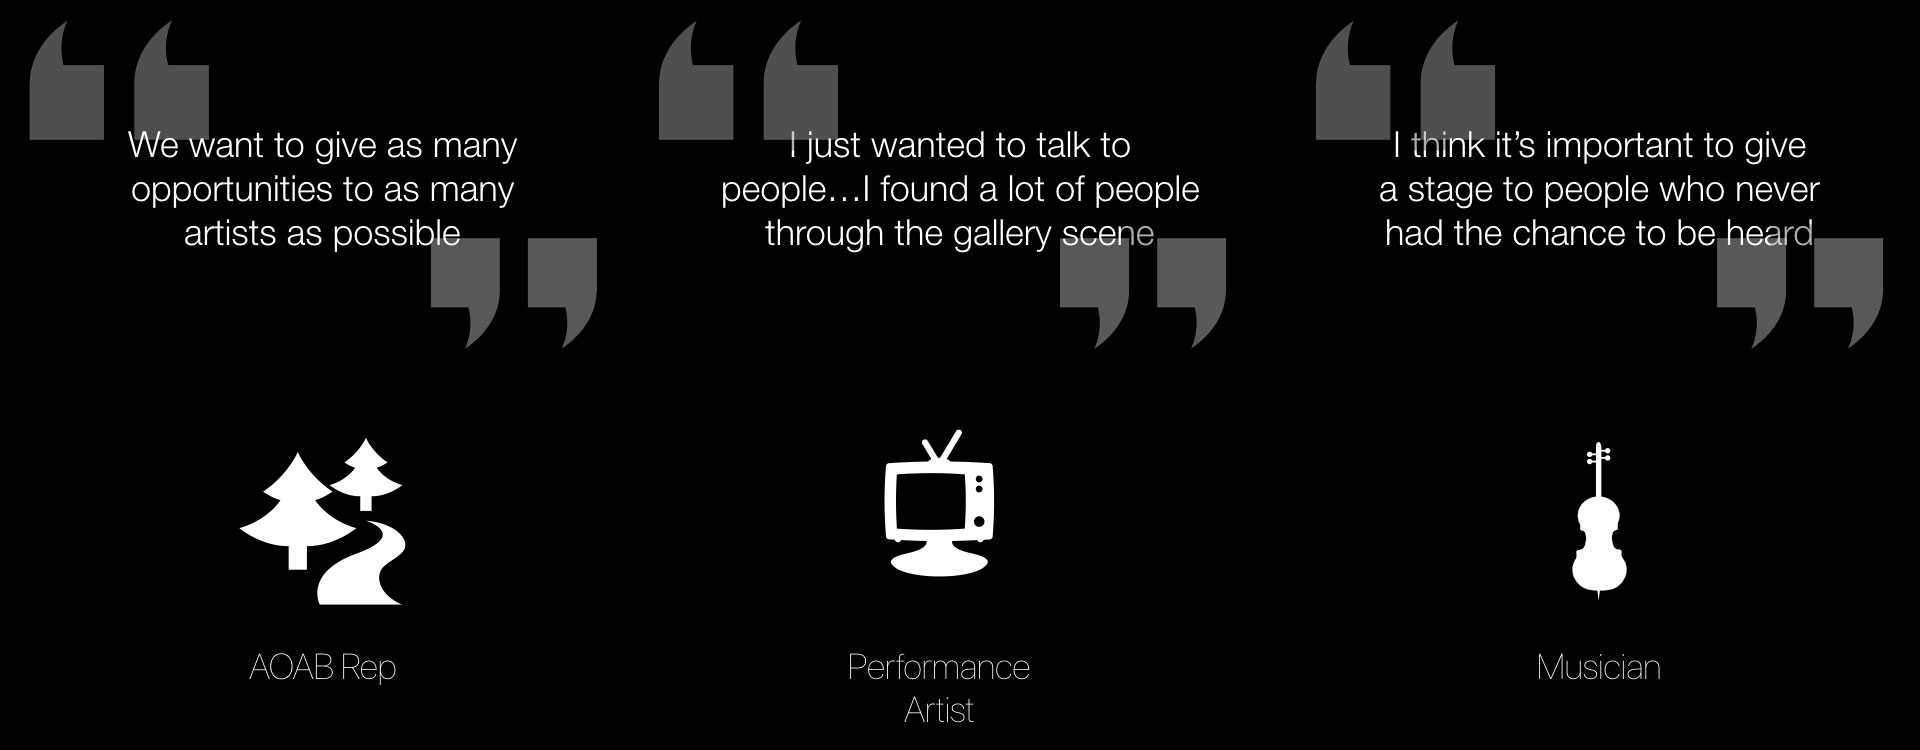 We want to give as many
opportunities to as many
artists as possible
I just wanted to talk to
people…I found a lot of people
through the gallery scene
I think it’s important to give
a stage to people who never
had the chance to be heard
AOAB Rep
Performance
Artist
Musician